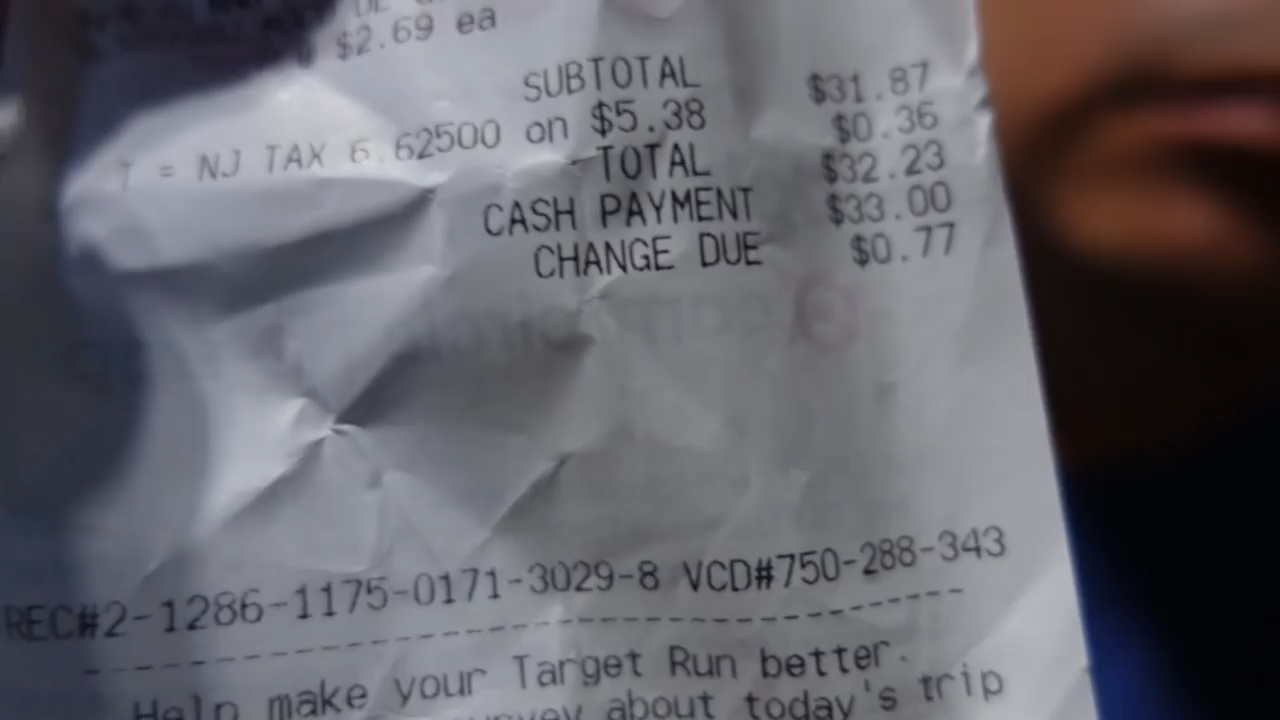 $2.69 ea
SUBTOTAL $31.87
T = NJ TAX 6.62500 on $5.38 $0.36
TOTAL $32.23
CASH PAYMENT $33.00
CHANGE DUE $0.77
REC#2-1286-1175-0171-3029-8 VCD#750-288-343
Help make your Target Run better.
about today's trip